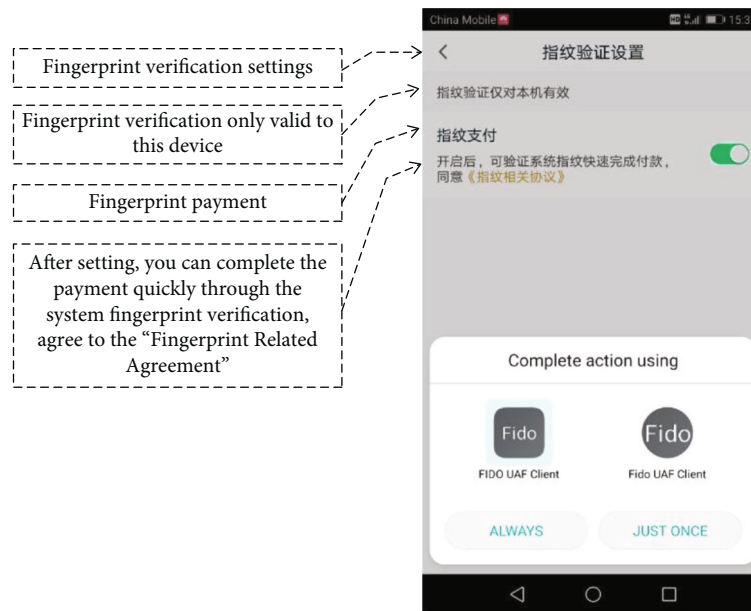 China Mobile
HD 15:3
指纹验证设置
指纹验证仅对本机有效
指纹支付
开启后，可验证系统指纹快速完成付款，
同意《指纹相关协议》
Fingerprint verification settings
Fingerprint verification only valid to
this device
Fingerprint payment
After setting, you can complete the
payment quickly through the
system fingerprint verification,
agree to the “Fingerprint Related
Agreement”
Complete action using
Fido
Fido
FIDO UAF Client
Fido UAF Client
ALWAYS
JUST ONCE